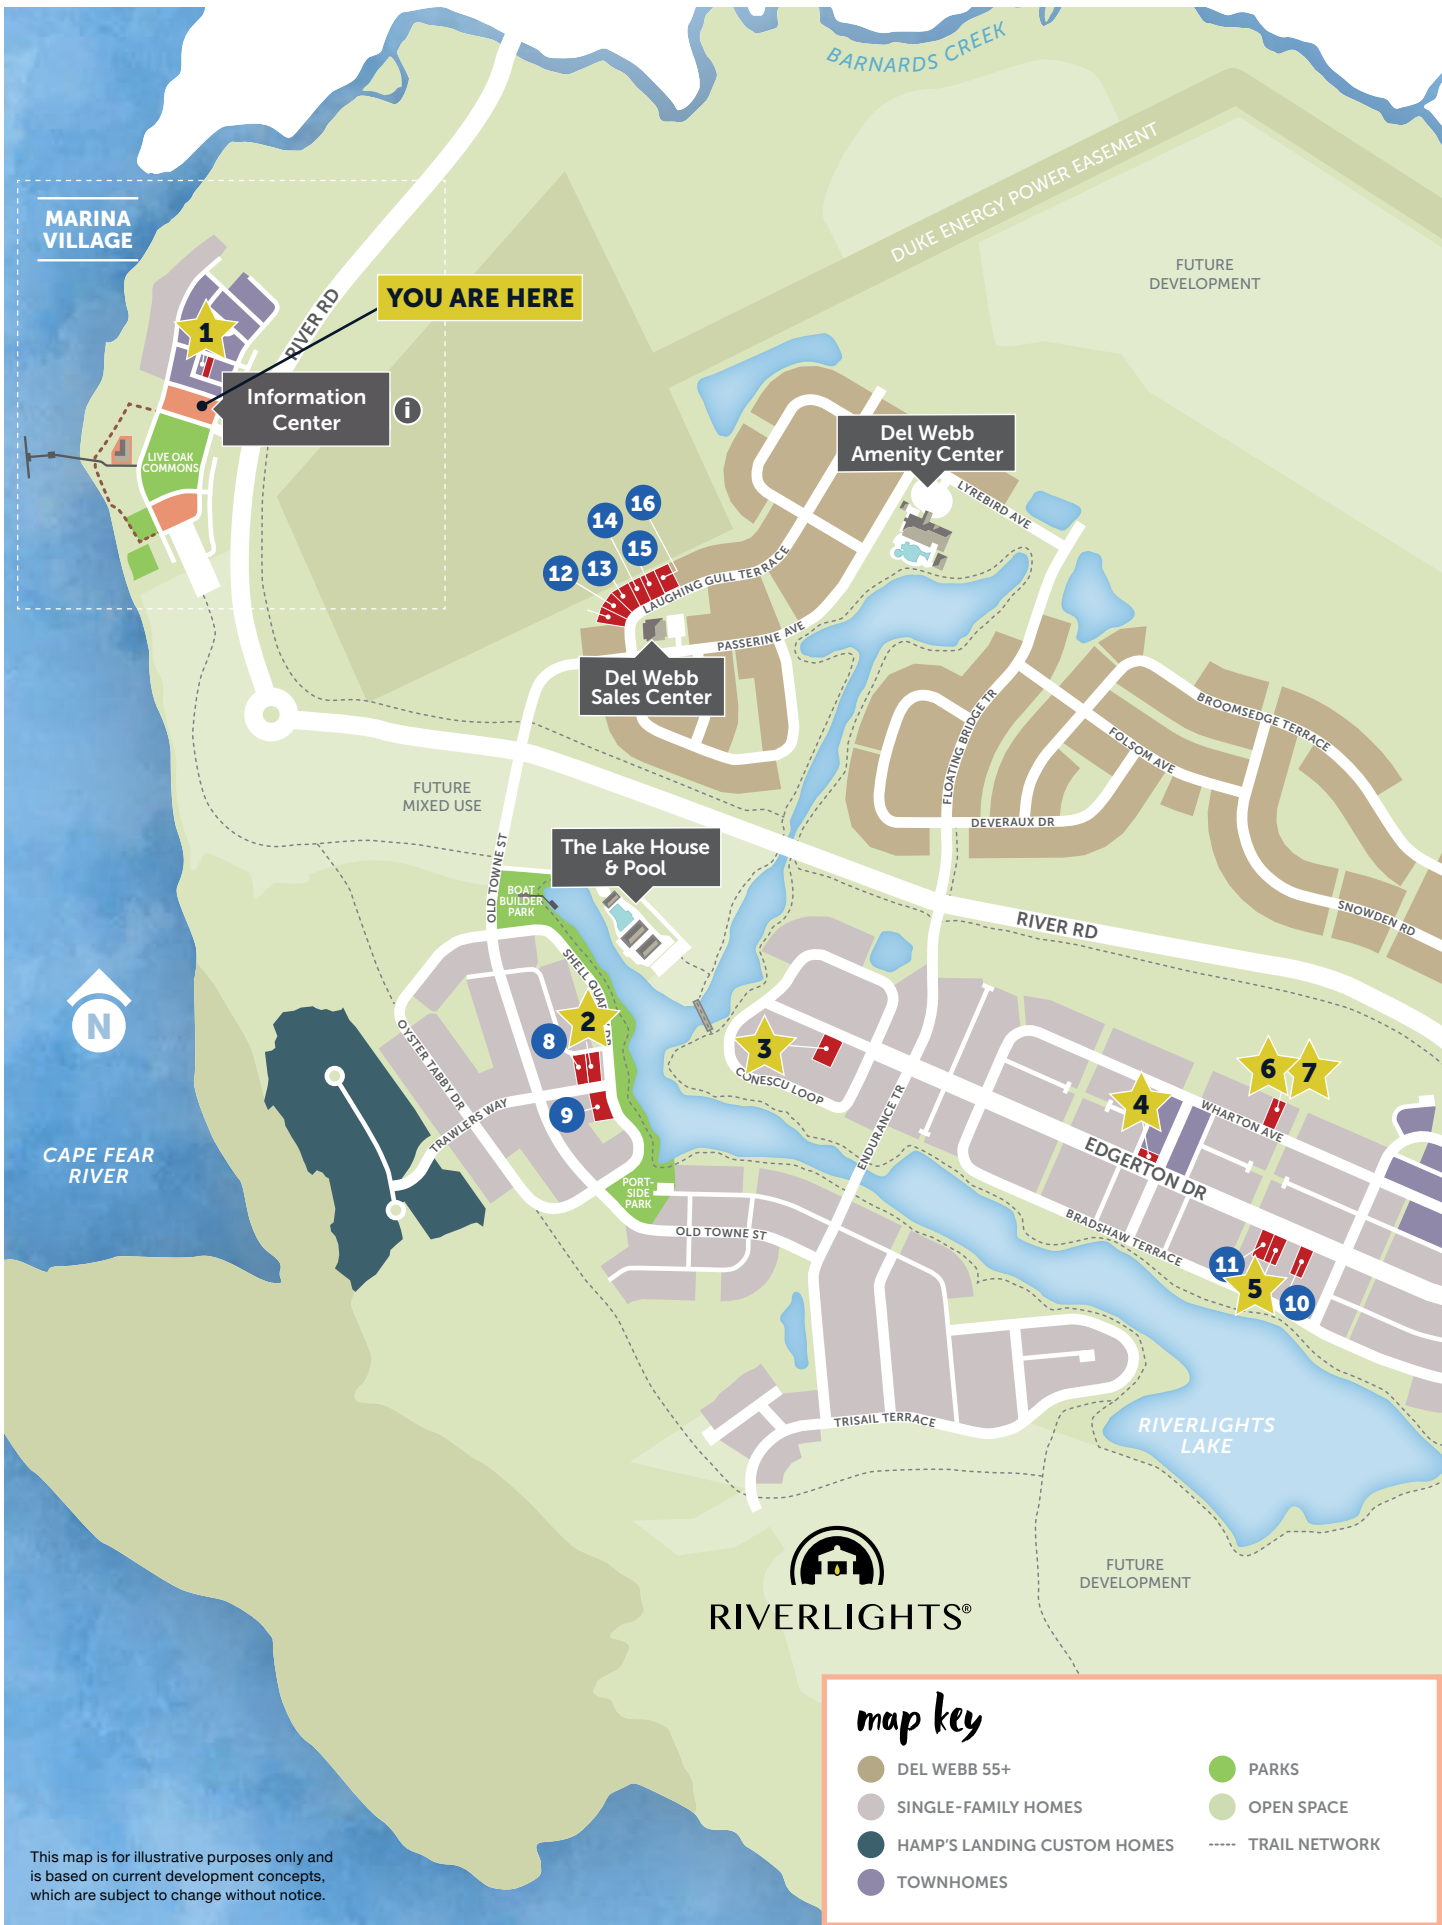 BARNARDS CREEK
DUKE ENERGY POWER EASEMENT
MARINA
VILLAGE
FUTURE
DEVELOPMENT
YOU ARE HERE
RIVER RD
1
Information
Center
i
LIVE OAK
COMMONS
Del Webb
Amenity Center
LYREBIRD AVE
16
14
15
12
13
LAUGHING GULL TERRACE
PASSERINE AVE
Del Webb
Sales Center
FLOATING BRIDGE TR
BROOMSEDGE TERRACE
FOLSOM AVE
DEVERAUX DR
FUTURE
MIXED USE
OLD TOWNE ST
The Lake House
& Pool
BOAT
BUILDER
PARK
SNOWDEN RD
RIVER RD
SHELL QUAR
DR
N
2
8
9
3
CONESCU LOOP
OYSTER TABBY DR
TRAWLERS WAY
ENDURANCE TR
6
7
4
WHARTON AVE
EDGERTON DR
BRADSHAW TERRACE
CAPE FEAR
RIVER
PORT-
SIDE
PARK
OLD TOWNE ST
11
5
10
TRISAIL TERRACE
RIVERLIGHTS
LAKE
RIVERLIGHTS®
FUTURE
DEVELOPMENT
map key
DEL WEBB 55+
SINGLE-FAMILY HOMES
HAMP'S LANDING CUSTOM HOMES
TOWNHOMES
PARKS
OPEN SPACE
TRAIL NETWORK
This map is for illustrative purposes only and
is based on current development concepts,
which are subject to change without notice.